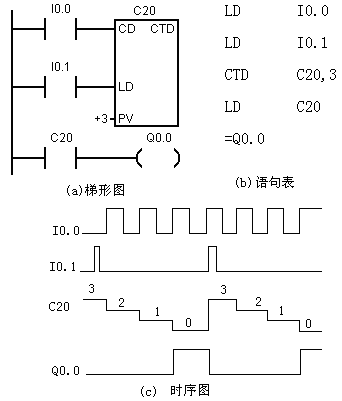 I0.0
C20
CD CTD
I0.1
LD
+3 PV
C20
Q0.0
(a)梯形图
LD I0.0
LD I0.1
CTD C20,3
LD C20
=Q0.0
(b)语句表
I0.0
I0.1
C20 3 2 1 0 3 2 1 0
Q0.0
(c) 时序图